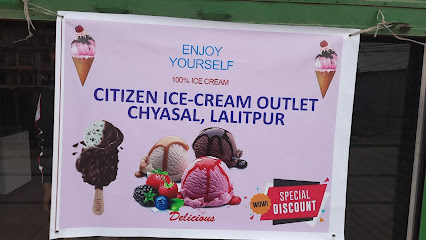 ENJOY
YOURSELF
100% ICE CREAM
CITIZEN ICE-CREAM OUTLET
CHYASAL, LALITPUR
WOW!
SPECIAL
DISCOUNT
Delicious